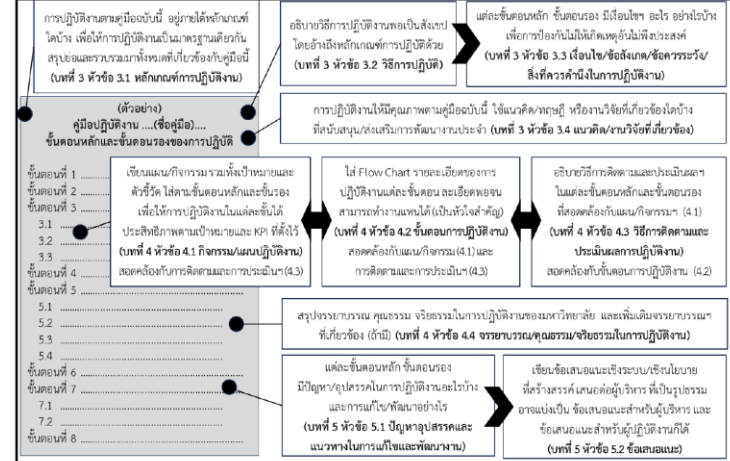 การปฏิบัติงานตามคู่มือฉบับนี้ อยู่ภายใต้หลักเกณฑ์
ใดบ้าง เพื่อให้การปฏิบัติงานเป็นมาตรฐานเดียวกัน
สรุปย่อและรวบรวมมาทั้งหมดที่เกี่ยวข้องกับคู่มือนี้
(บทที่ 3 หัวข้อ 3.1 หลักเกณฑ์การปฏิบัติงาน)
อธิบายวิธีการปฏิบัติงานพอเป็นสังเขป
โดยอ้างถึงหลักเกณฑ์การปฏิบัติด้วย
(บทที่ 3 หัวข้อ 3.2 วิธีการปฏิบัติ)
แต่ละขั้นตอนหลัก ขั้นตอนรอง มีเงื่อนไขฯ อะไร อย่างไรบ้าง
เพื่อการป้องกันไม่ให้เกิดเหตุอันไม่พึงประสงค์
(บทที่ 3 หัวข้อ 3.3 เงื่อนไข/ข้อสังเกต/ข้อควรระวัง/
สิ่งที่ควรคำนึงในการปฏิบัติงาน)
(ตัวอย่าง)
คู่มือปฏิบัติงาน ....(ชื่อคู่มือ)....
ขั้นตอนหลักและขั้นตอนรองของการปฏิบัติ
การปฏิบัติงานให้มีคุณภาพตามคู่มือฉบับนี้ ใช้แนวคิด/ทฤษฎี หรืองานวิจัยที่เกี่ยวข้องใดบ้าง
ที่สนับสนุน/ส่งเสริมการพัฒนางานประจำ (บทที่ 3 หัวข้อ 3.4 แนวคิด/งานวิจัยที่เกี่ยวข้อง)
ขั้นตอนที่ 1
ขั้นตอนที่ 2
ขั้นตอนที่ 3
3.1
3.2
3.3
ขั้นตอนที่ 4
ขั้นตอนที่ 5
5.1
5.2
5.3
5.4
ขั้นตอนที่ 6
ขั้นตอนที่ 7
7.1
7.2
ขั้นตอนที่ 8
เขียนแผน/กิจกรรม รวมทั้งเป้าหมายและ
ตัวชี้วัด ใส่ตามขั้นตอนหลักและขั้นรอง
เพื่อให้การปฏิบัติงานในแต่ละขั้นได้
ประสิทธิภาพตามเป้าหมายและ KPI ที่ตั้งไว้
(บทที่ 4 หัวข้อ 4.1 กิจกรรม/แผนปฏิบัติงาน)
สอดคล้องกับการติดตามและการประเมินฯ(4.3)
ใส่ Flow Chart รายละเอียดของการ
ปฏิบัติงานแต่ละขั้นตอน ละเอียดพอจน
สามารถทำงานแทนได้ (เป็นหัวใจสำคัญ)
(บทที่ 4 หัวข้อ 4.2 ขั้นตอนการปฏิบัติงาน)
สอดคล้องกับแผน/กิจกรรม (4.1) และ
การติดตามและการประเมินฯ (4.3)
อธิบายวิธีการติดตามและประเมินผลฯ
ในแต่ละขั้นตอนหลักและขั้นตอนรอง
ที่สอดคล้องกับแผน/กิจกรรมฯ (4.1)
(บทที่ 4 หัวข้อ 4.3 วิธีการติดตามและ
ประเมินผลการปฏิบัติงาน)
สอดคล้องกับขั้นตอนการปฏิบัติงาน (4.2)
สรุปจรรยาบรรณ คุณธรรม จริยธรรมในการปฏิบัติงานของมหาวิทยาลัย และเพิ่มเติมจรรยาบรรณฯ
ที่เกี่ยวข้อง (ถ้ามี) (บทที่ 4 หัวข้อ 4.4 จรรยาบรรณ/คุณธรรม/จริยธรรมในการปฏิบัติงาน)
แต่ละขั้นตอนหลัก ขั้นตอนรอง
มีปัญหา/อุปสรรคในการปฏิบัติงานอะไรบ้าง
และการแก้ไข/พัฒนาอย่างไร
(บทที่ 5 หัวข้อ 5.1 ปัญหาอุปสรรคและ
แนวทางในการแก้ไขและพัฒนางาน)
เขียนข้อเสนอแนะเชิงระบบ/เชิงนโยบาย
ที่สร้างสรรค์ เสนอต่อผู้บริหาร ที่เป็นรูปธรรม
อาจแบ่งเป็น ข้อเสนอแนะสำหรับผู้บริหาร และ
ข้อเสนอแนะสำหรับผู้ปฏิบัติงานก็ได้
(บทที่ 5 หัวข้อ 5.2 ข้อเสนอแนะ)